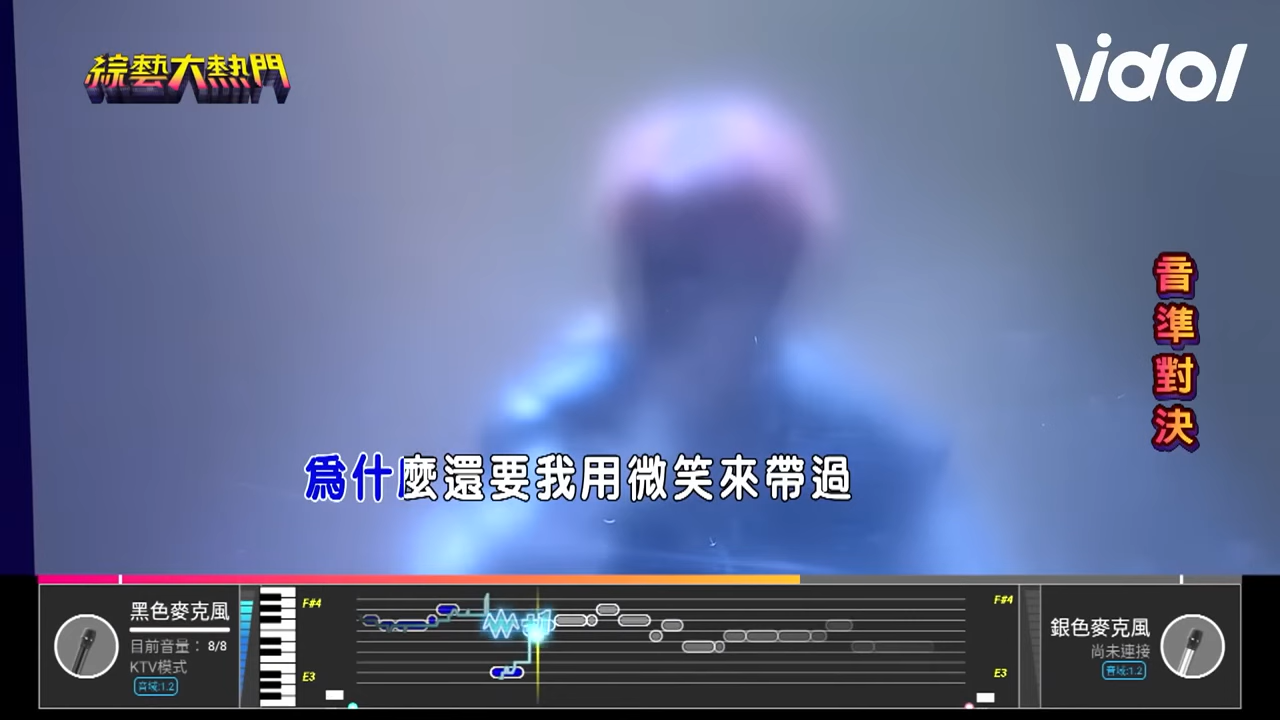 綜藝大熱門
Vidol
音準對決
爲什麼還要我用微笑來帶過
黑色麥克風
目前音量：8/8
KTV模式
音域:1.2
F#4
E3
F#4
E3
銀色麥克風
尚未連接
音域:1.2